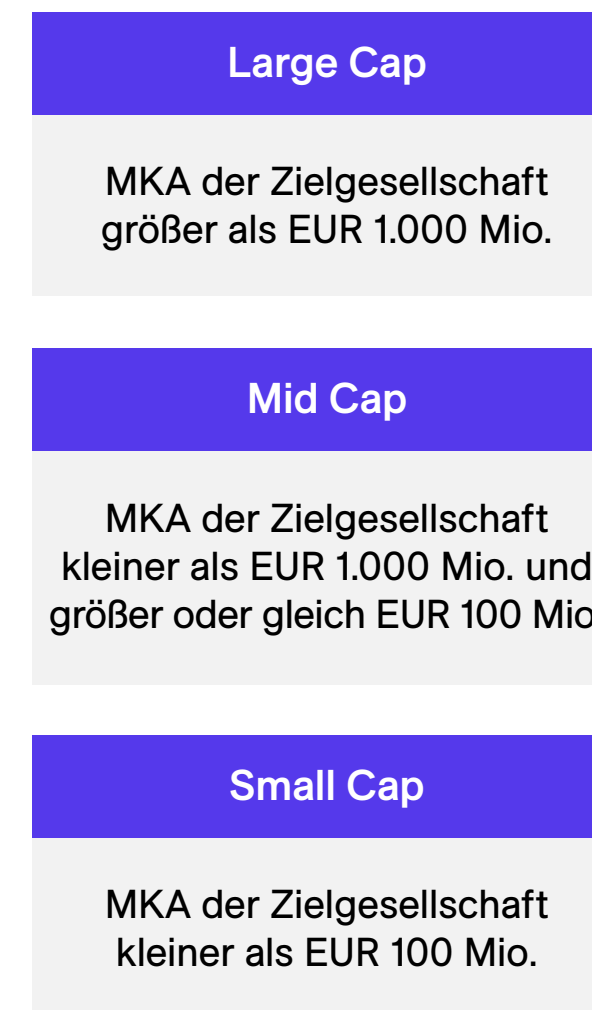 Large Cap
MKA der Zielgesellschaft
größer als EUR 1.000 Mio.
Mid Cap
MKA der Zielgesellschaft
kleiner als EUR 1.000 Mio. und
größer oder gleich EUR 100 Mio
Small Cap
MKA der Zielgesellschaft
kleiner als EUR 100 Mio.